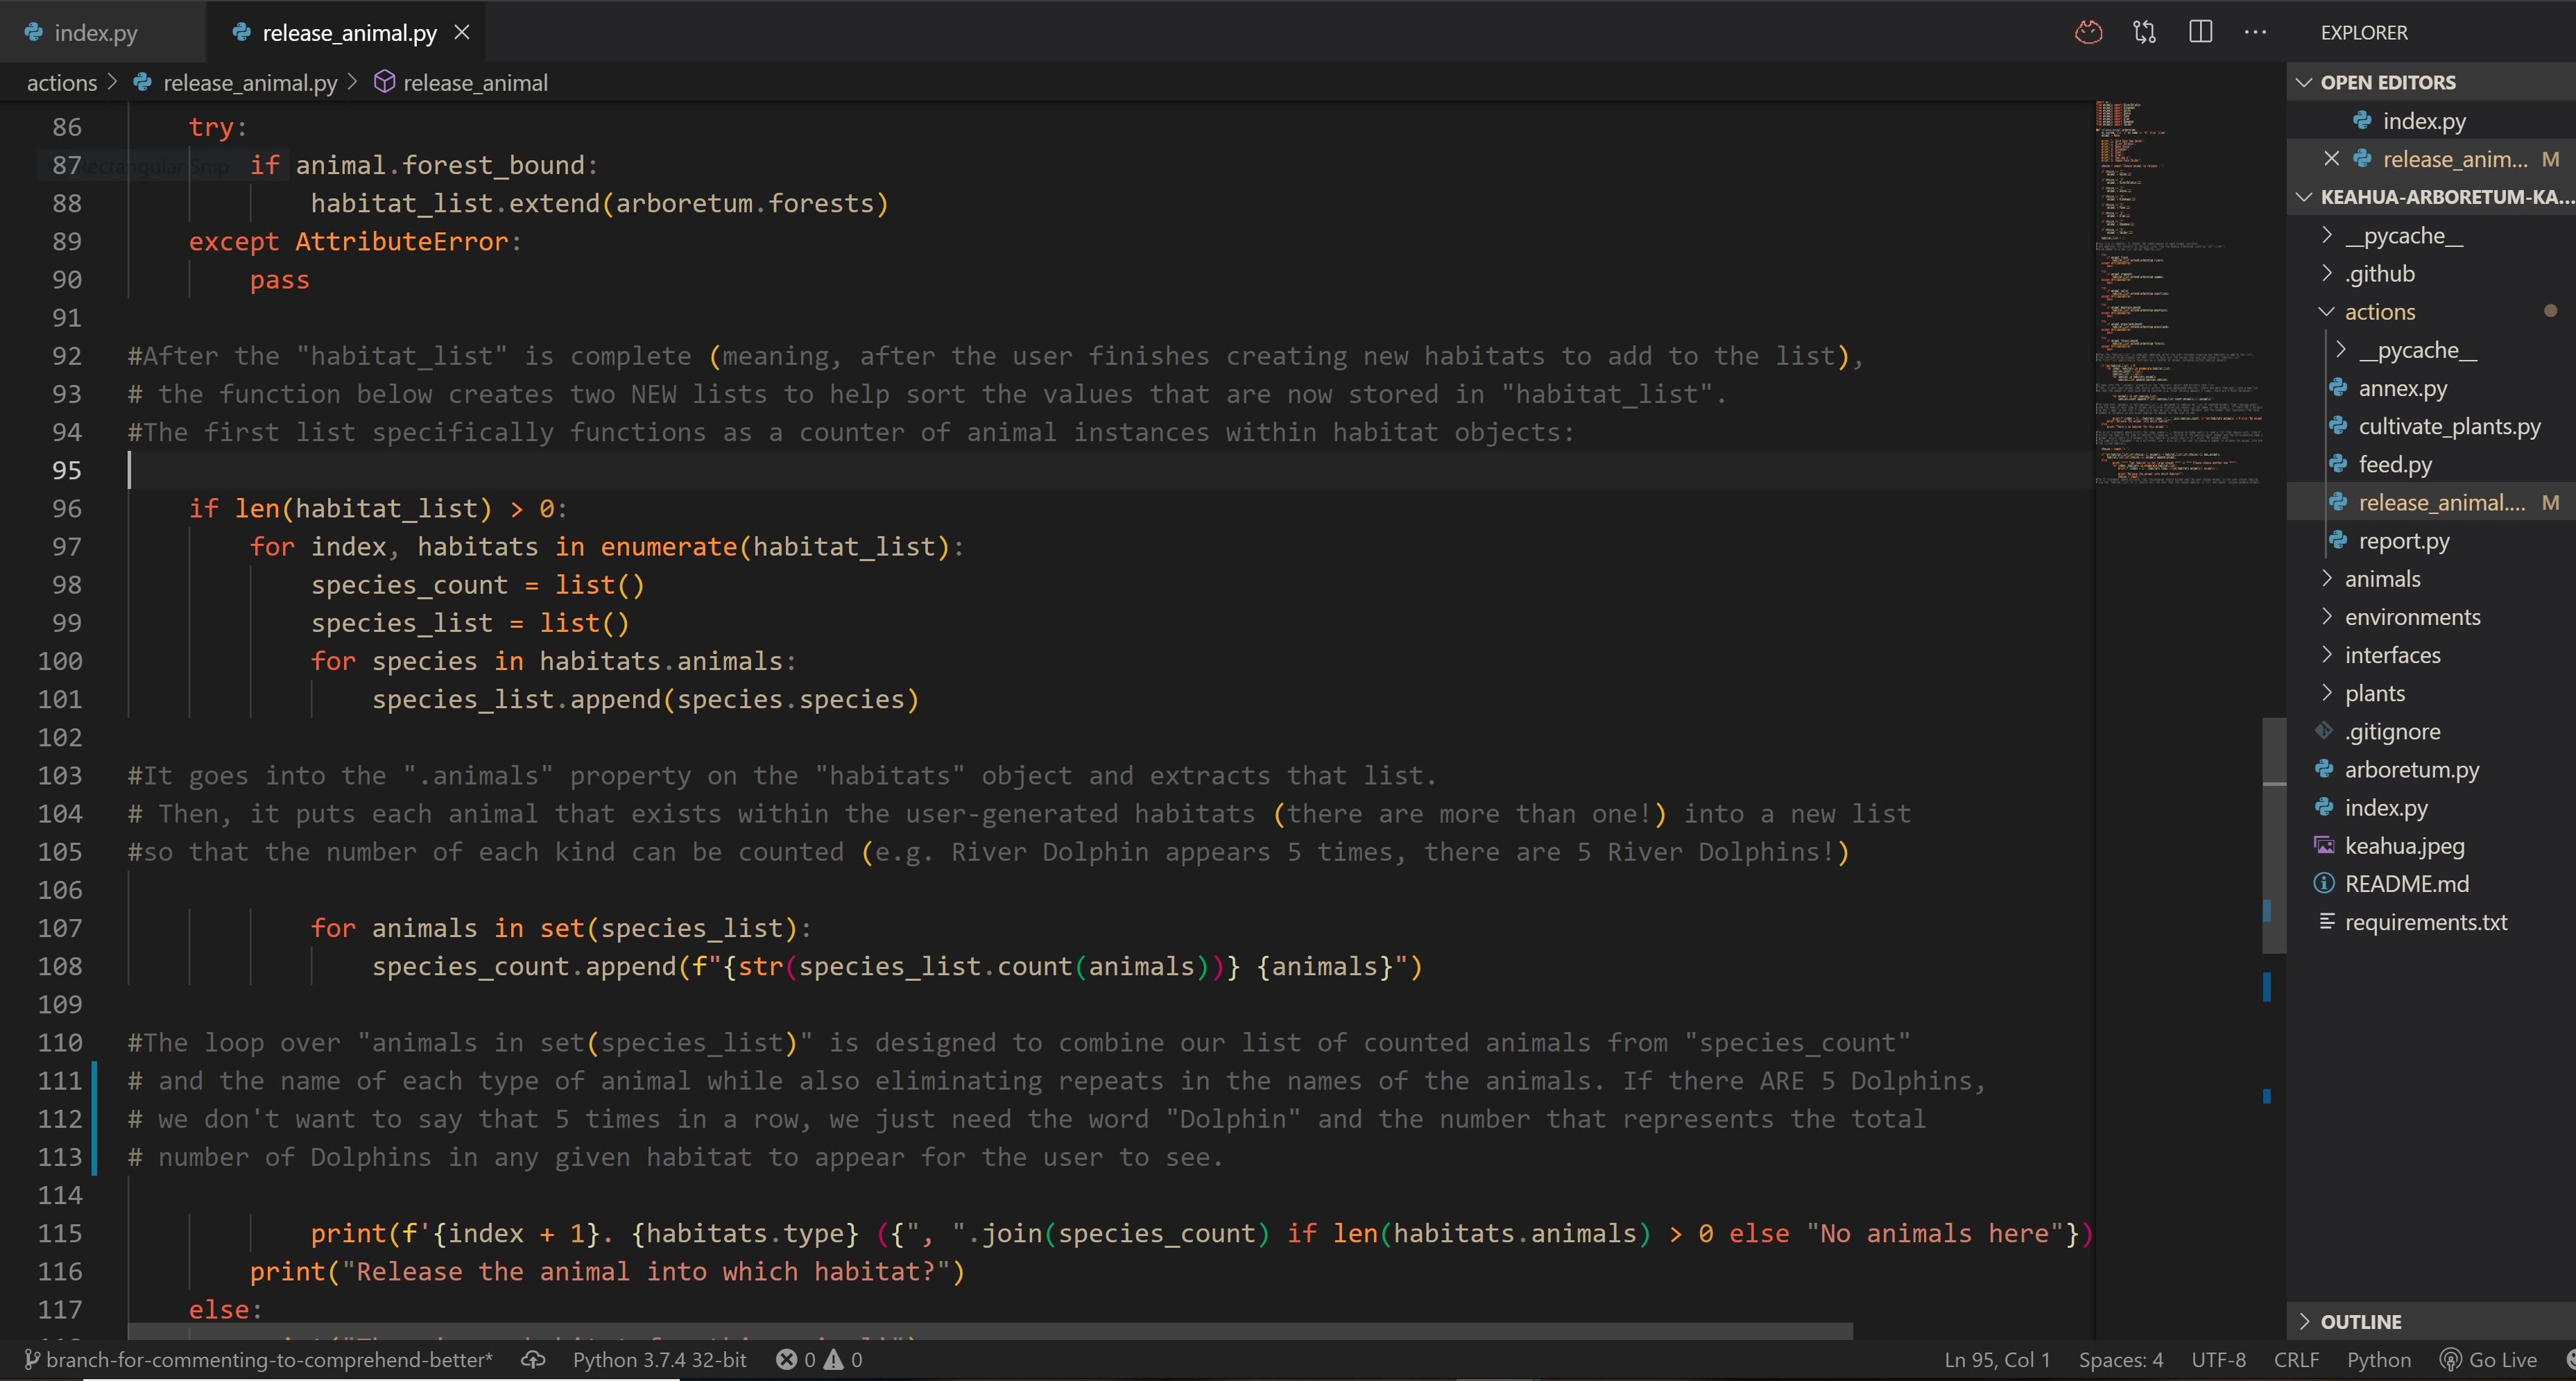 index.py
release_animal.py
EXPLORER
actions > release_animal.py > release_animal
OPEN EDITORS
index.py
release_anim... M
KEAHUA-ARBORETUM-KA...
__pycache__
.github
actions
__pycache__
annex.py
cultivate_plants.py
feed.py
release_animal.... M
report.py
animals
environments
interfaces
plants
.gitignore
arboretum.py
index.py
keahua.jpeg
README.md
requirements.txt
OUTLINE
86 try:
87 if animal.forest_bound:
Rectangular Snip
88 habitat_list.extend(arboretum.forests)
89 except AttributeError:
90 pass
91
92 #After the "habitat_list" is complete (meaning, after the user finishes creating new habitats to add to the list),
93 # the function below creates two NEW lists to help sort the values that are now stored in "habitat_list".
94 #The first list specifically functions as a counter of animal instances within habitat objects:
95
96 if len(habitat_list) > 0:
97 for index, habitats in enumerate(habitat_list):
98 species_count = list()
99 species_list = list()
100 for species in habitats.animals:
101 species_list.append(species.species)
102
103 #It goes into the ".animals" property on the "habitats" object and extracts that list.
104 # Then, it puts each animal that exists within the user-generated habitats (there are more than one!) into a new list
105 #so that the number of each kind can be counted (e.g. River Dolphin appears 5 times, there are 5 River Dolphins!)
106
107 for animals in set(species_list):
108 species_count.append(f"{str(species_list.count(animals))} {animals}")
109
110 #The loop over "animals in set(species_list)" is designed to combine our list of counted animals from "species_count"
111 # and the name of each type of animal while also eliminating repeats in the names of the animals. If there ARE 5 Dolphins,
112 # we don't want to say that 5 times in a row, we just need the word "Dolphin" and the number that represents the total
113 # number of Dolphins in any given habitat to appear for the user to see.
114
115 print(f'{index + 1}. {habitats.type} ({", ".join(species_count) if len(habitats.animals) > 0 else "No animals here"})
116 print("Release the animal into which habitat?")
117 else:
branch-for-commenting-to-comprehend-better* Python 3.7.4 32-bit 0 0 Ln 95, Col 1 Spaces: 4 UTF-8 CRLF Python Go Live